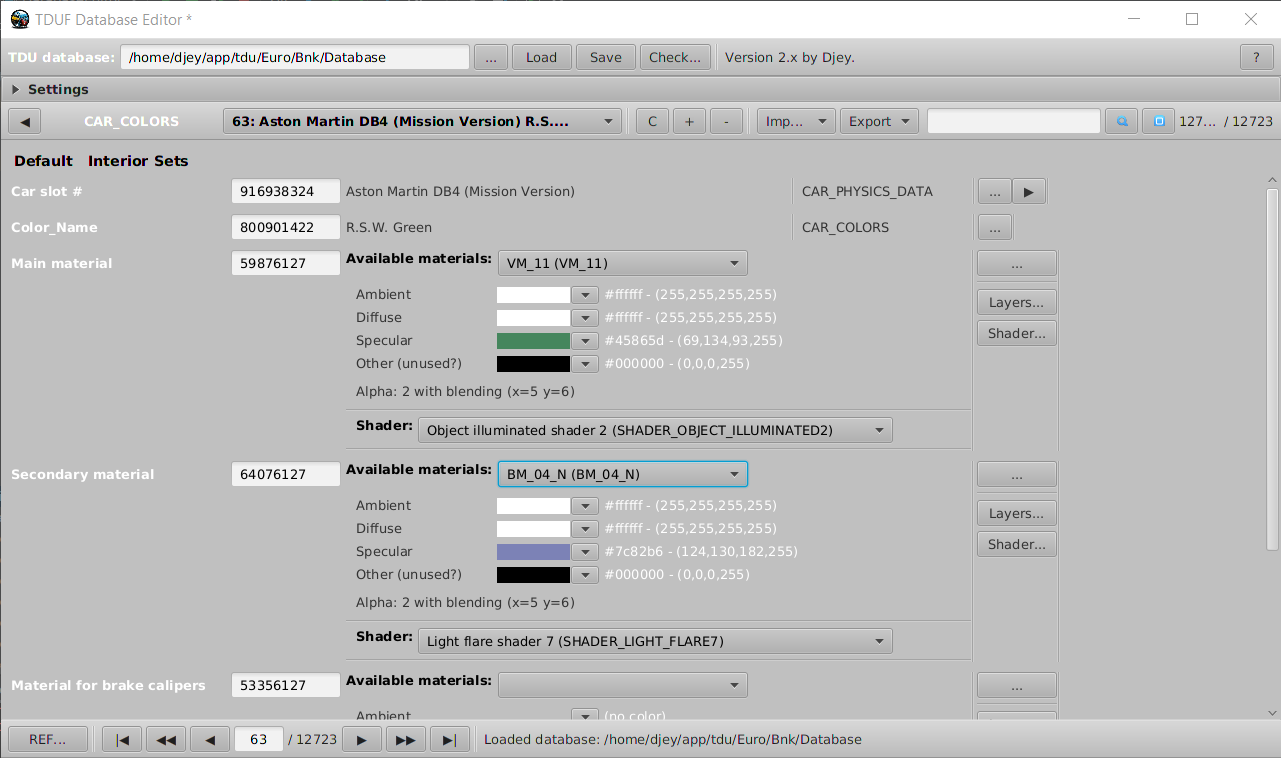 TDUF Database Editor *
TDU database: /home/djey/app/tdu/Euro/Bnk/Database ... Load Save Check... Version 2.x by Djey. ?
Settings
CAR_COLORS 63: Aston Martin DB4 (Mission Version) R.S.... C + - Imp... Export 127... / 12723
Default Interior Sets
Car slot # 916938324 Aston Martin DB4 (Mission Version) CAR_PHYSICS_DATA ...
Color_Name 800901422 R.S.W. Green CAR_COLORS ...
Main material 59876127 Available materials: VM_11 (VM_11) ...
Ambient #ffffff - (255,255,255,255)
Layers...
Diffuse #ffffff - (255,255,255,255)
Shader...
Specular #45865d - (69,134,93,255)
Other (unused?) #000000 - (0,0,0,255)
Alpha: 2 with blending (x=5 y=6)
Shader: Object illuminated shader 2 (SHADER_OBJECT_ILLUMINATED2)
Secondary material 64076127 Available materials: BM_04_N (BM_04_N) ...
Ambient #ffffff - (255,255,255,255)
Layers...
Diffuse #ffffff - (255,255,255,255)
Shader...
Specular #7c82b6 - (124,130,182,255)
Other (unused?) #000000 - (0,0,0,255)
Alpha: 2 with blending (x=5 y=6)
Shader: Light flare shader 7 (SHADER_LIGHT_FLARE7)
Material for brake calipers 53356127 Available materials: ...
Ambient (no color)
REF... 63 / 12723 Loaded database: /home/djey/app/tdu/Euro/Bnk/Database